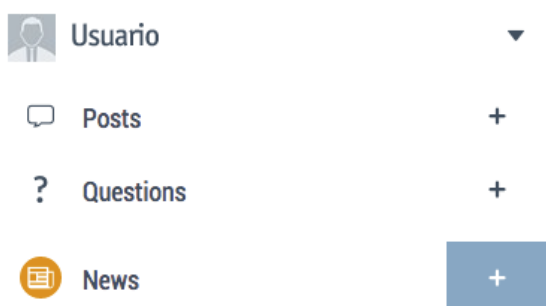 Usuario
Posts +
? Questions +
News +